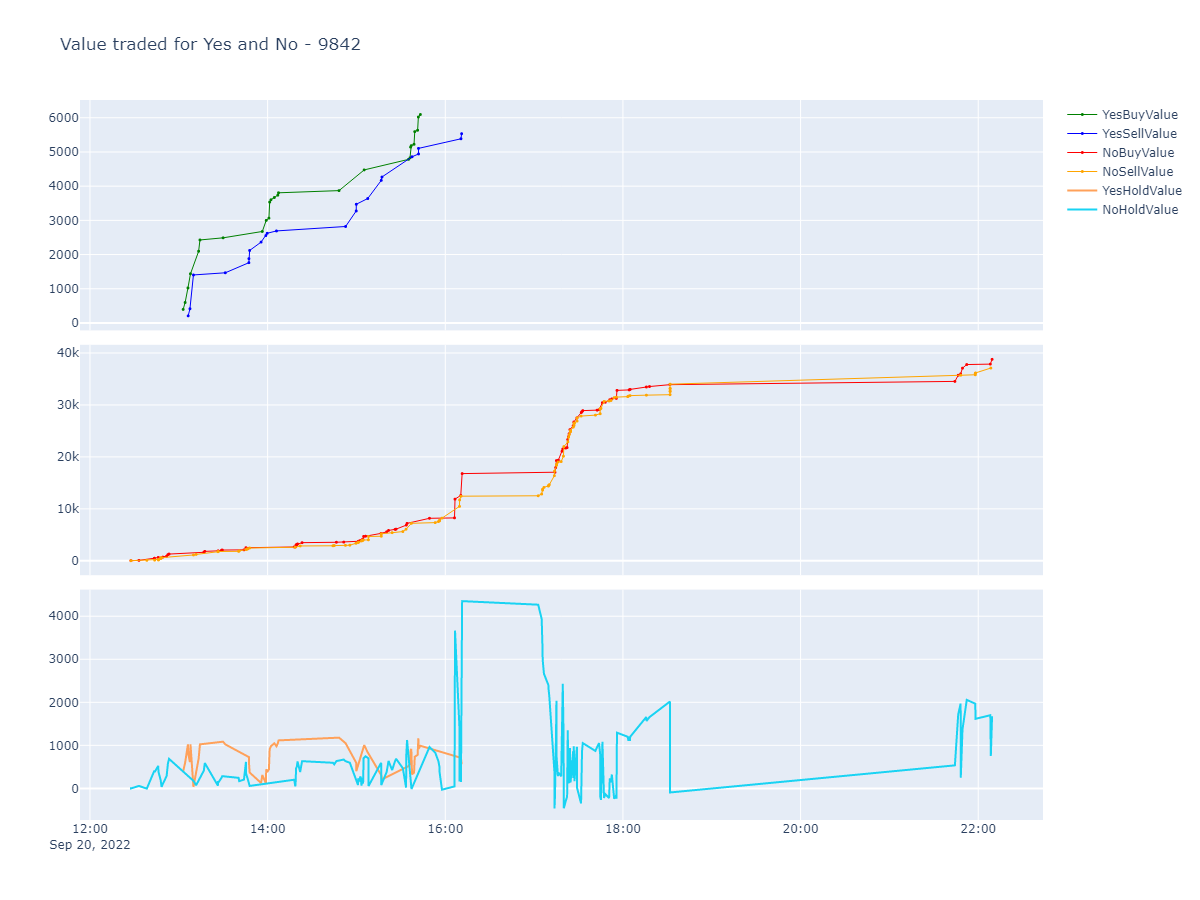 Value traded for Yes and No - 9842
6000
5000
4000
3000
2000
1000
0
40k
30k
20k
10k
0
4000
3000
2000
1000
0
12:00
14:00
16:00
18:00
20:00
22:00
Sep 20, 2022
YesBuyValue
YesSellValue
NoBuyValue
NoSellValue
YesHoldValue
NoHoldValue